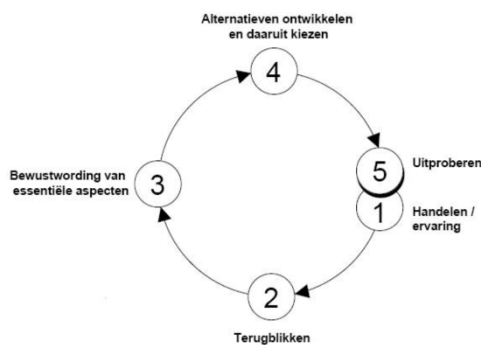 Alternatieven ontwikkelen
en daaruit kiezen
4
5
Uitproberen
Bewustwording van
essentiële aspecten
3
1
Handelen /
ervaring
2
Terugblikken